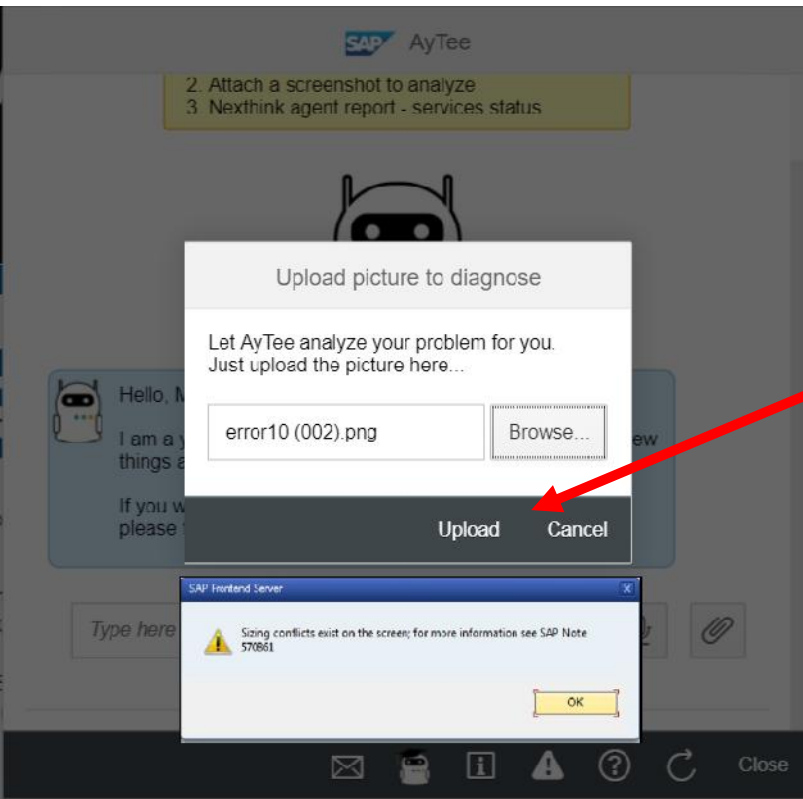 SAP AyTee
2. Attach a screenshot to analyze
3. Nexthink agent report - services status
Upload picture to diagnose
Let AyTee analyze your problem for you.
Just upload the picture here...
error10 (002).png Browse...
Upload Cancel
Hello,
I am a ew
things
If you w
please
SAP Frontend Server
Sizing conflicts exist on the screen; for more information see SAP Note
570861
OK
Type here
Close